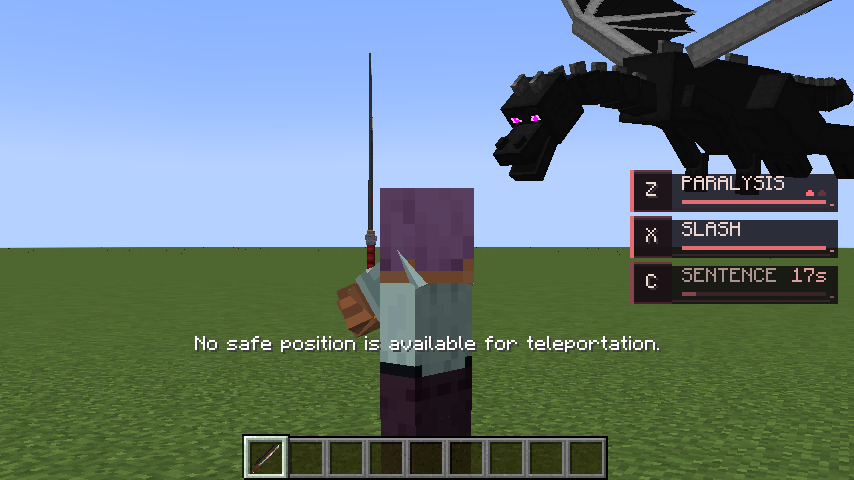 Z PARALYSIS
X SLASH
C SENTENCE 17s
No safe position is available for teleportation.